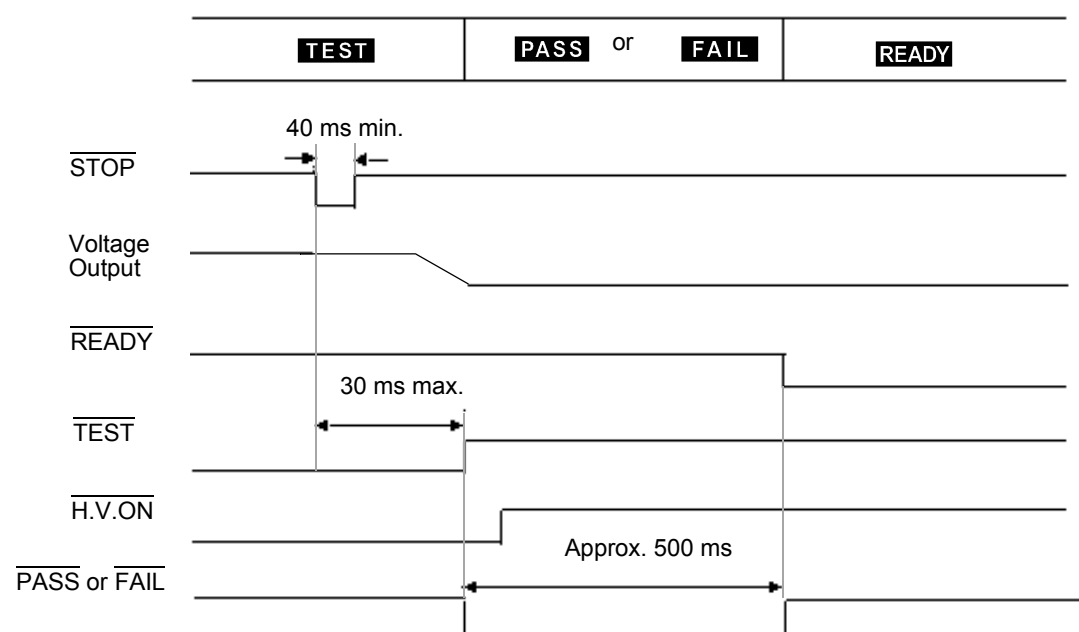 TEST PASS or FAIL READY
40 ms min.
STOP
Voltage
Output
READY
30 ms max.
TEST
H.V.ON
Approx. 500 ms
PASS or FAIL